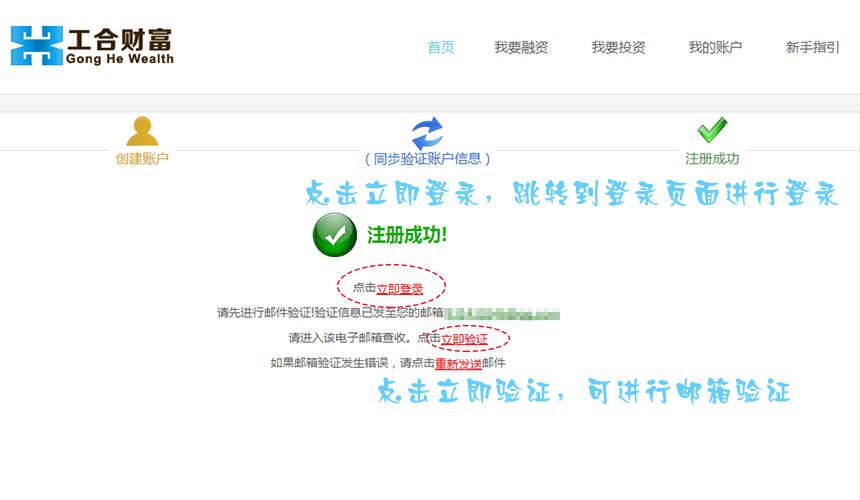 工合财富
Gong He Wealth
首页 我要融资 我要投资 我的账户 新手指引
创建账户 （同步验证账户信息） 注册成功
点击立即登录，跳转到登录页面进行登录
注册成功!
点击立即登录
请先进行邮件验证!验证信息已发至您的邮箱
请进入该电子邮箱查收。点击立即验证
如果邮箱验证发生错误，请点击重新发送邮件
点击立即验证，可进行邮箱验证